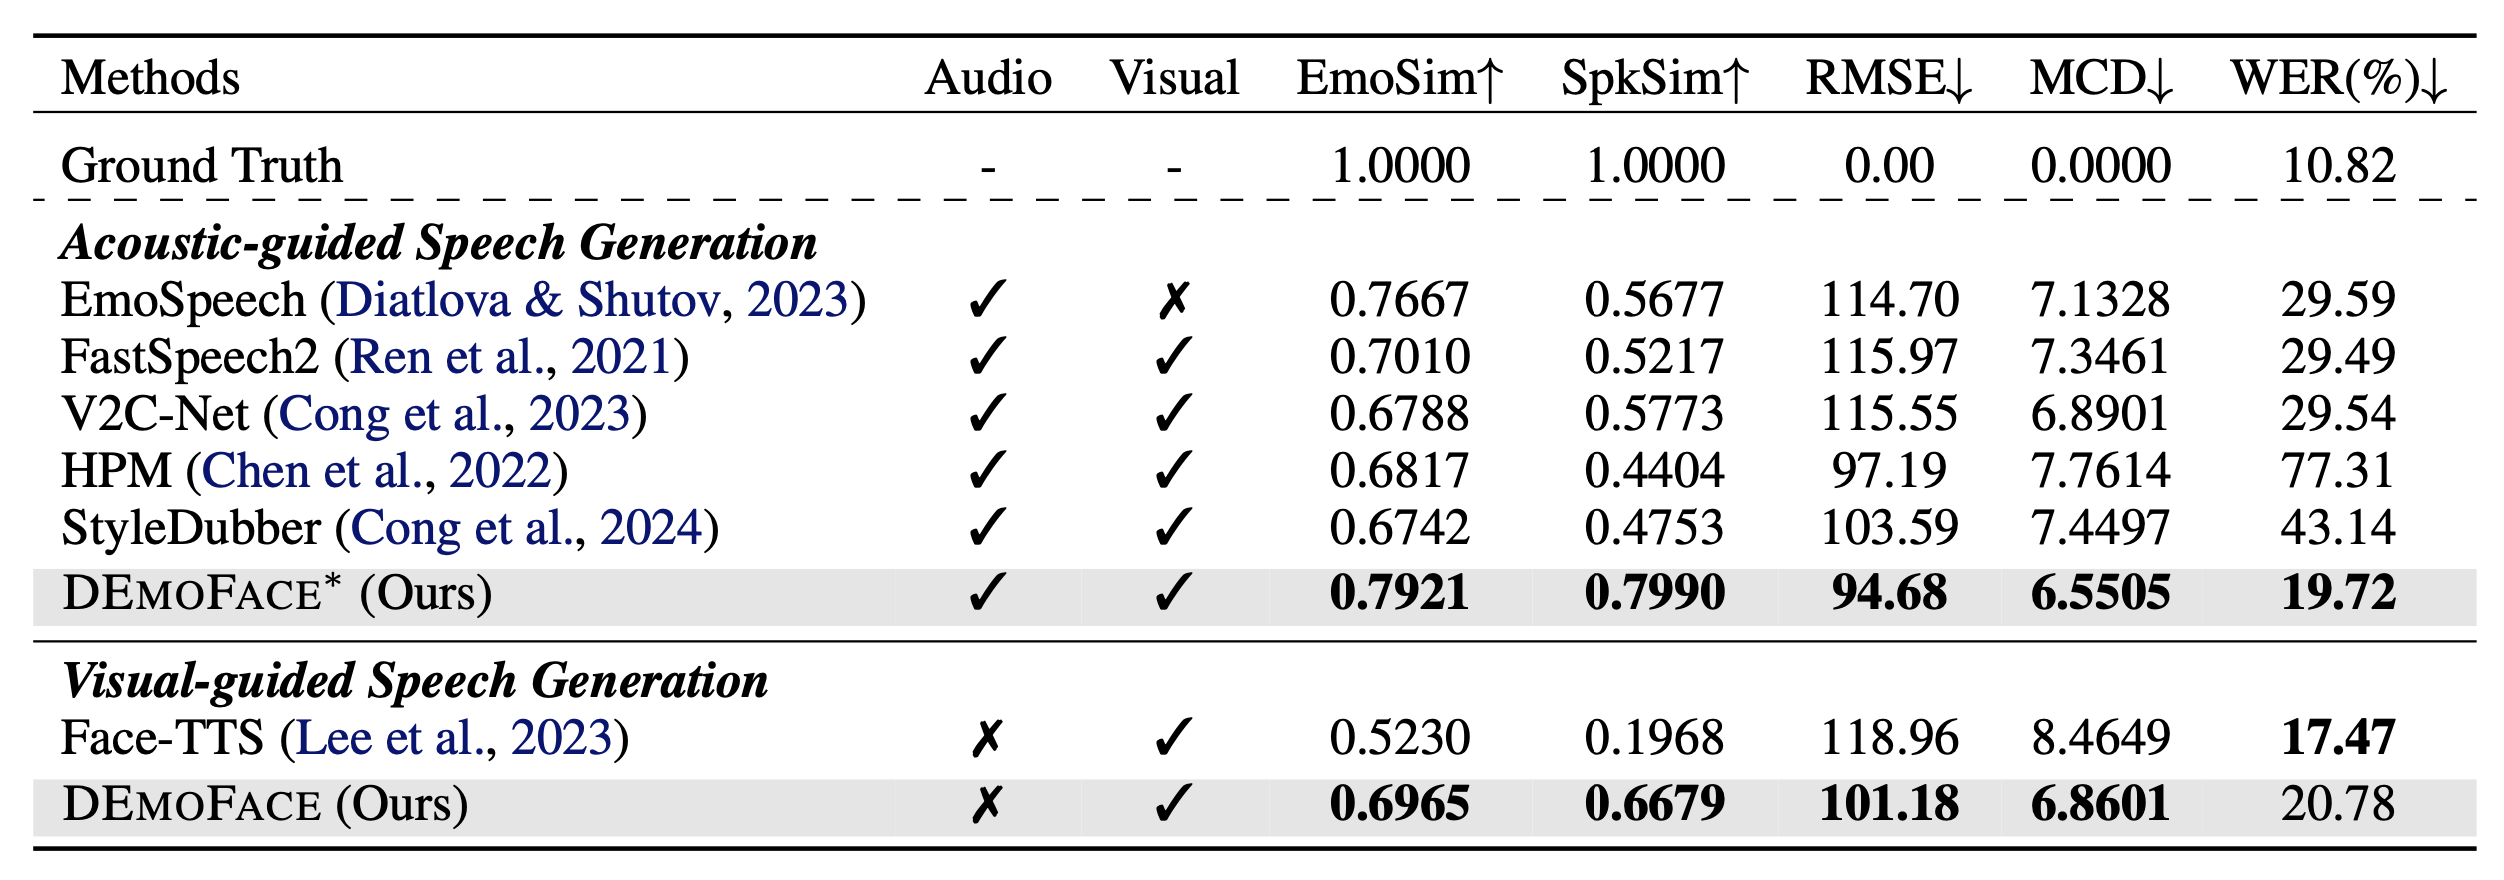 Methods Audio Visual EmoSim↑ SpkSim↑ RMSE↓ MCD↓ WER(%)↓
Ground Truth - - 1.0000 1.0000 0.00 0.0000 10.82
Acoustic-guided Speech Generation
EmoSpeech (Diatlova & Shutov, 2023) ✓ ✗ 0.7667 0.5677 114.70 7.1328 29.59
FastSpeech2 (Ren et al., 2021) ✓ ✓ 0.7010 0.5217 115.97 7.3461 29.49
V2C-Net (Cong et al., 2023) ✓ ✓ 0.6788 0.5773 115.55 6.8901 29.54
HPM (Chen et al., 2022) ✓ ✓ 0.6817 0.4404 97.19 7.7614 77.31
StyleDubber (Cong et al., 2024) ✓ ✓ 0.6742 0.4753 103.59 7.4497 43.14
DEMOFACE* (Ours) ✓ ✓ 0.7921 0.7990 94.68 6.5505 19.72
Visual-guided Speech Generation
Face-TTS (Lee et al., 2023) ✗ ✓ 0.5230 0.1968 118.96 8.4649 17.47
DEMOFACE (Ours) ✗ ✓ 0.6965 0.6679 101.18 6.8601 20.78